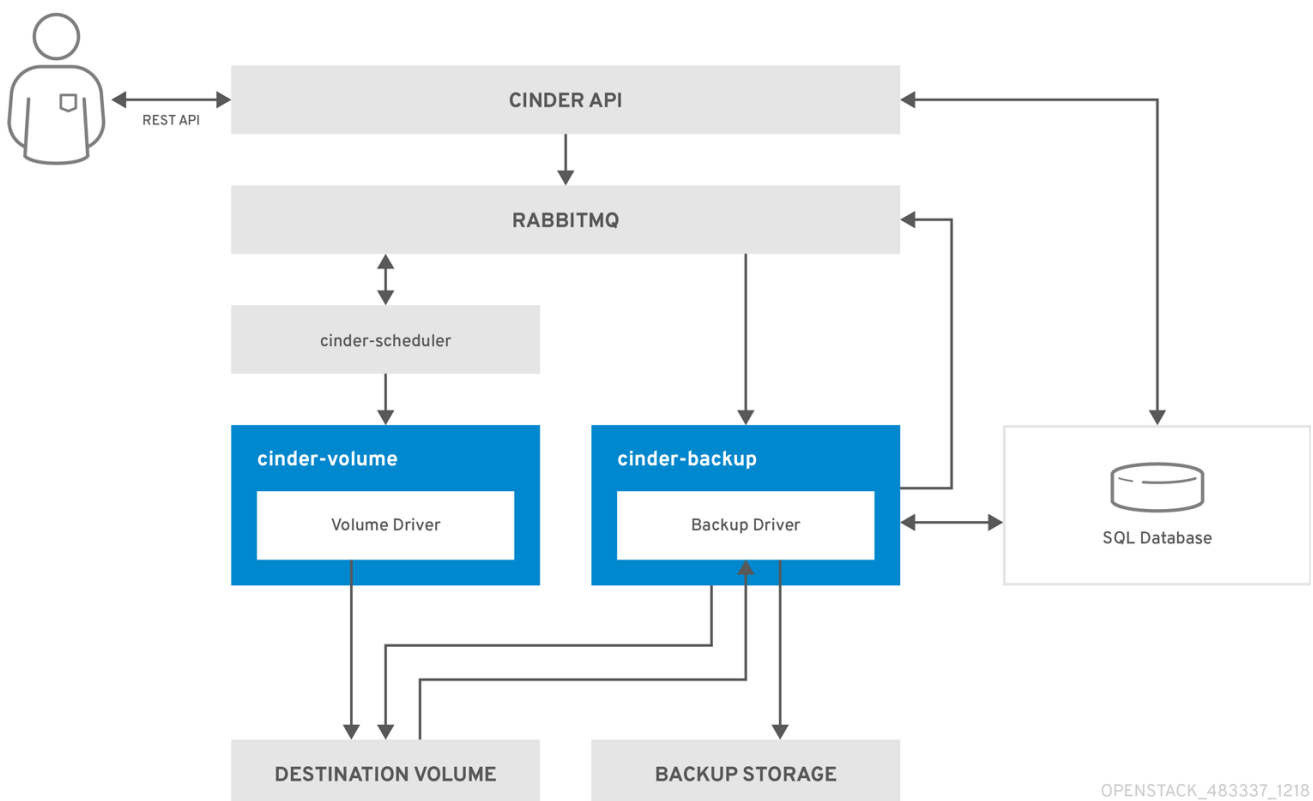 CINDER API
REST API
RABBITMQ
cinder-scheduler
cinder-volume
Volume Driver
cinder-backup
Backup Driver
SQL Database
DESTINATION VOLUME
BACKUP STORAGE
OPENSTACK_483337_1218